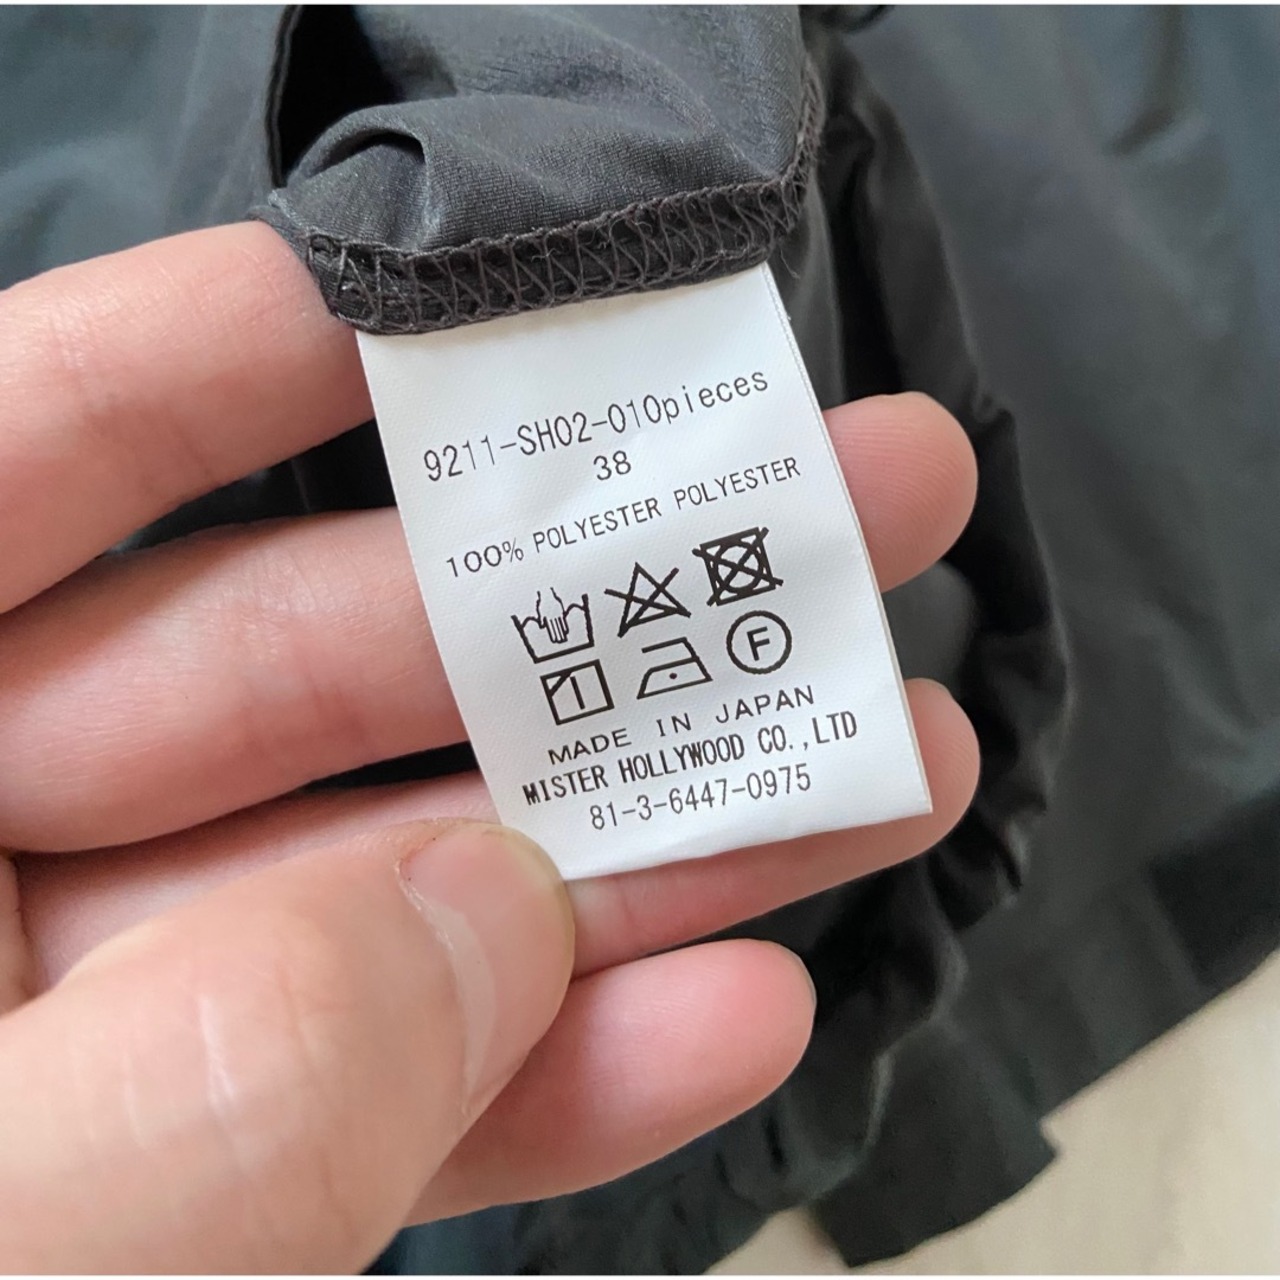 9211-SH02-010pieces
38
100% POLYESTER POLYESTER
F
MADE IN JAPAN
MISTER HOLLYWOOD CO.,LTD
81-3-6447-0975